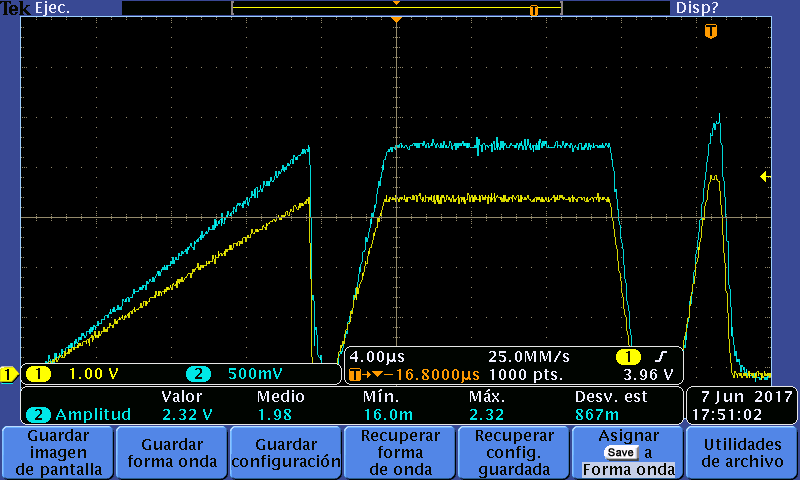 Tek Ejec. Disp?
T
T
1
1 1.00 V 2 500mV
4.00µs 25.0MM/s 1
T→▼−16.8000µs 1000 pts. 3.96 V
Valor Medio Mín. Máx. Desv. est
2 Amplitud 2.32 V 1.98 16.0m 2.32 867m
7 Jun 2017
17:51:02
Guardar
imagen
de pantalla
Guardar
forma onda
Guardar
configuración
Recuperar
forma
de onda
Recuperar
config.
guardada
Asignar
Save a
Forma onda
Utilidades
de archivo